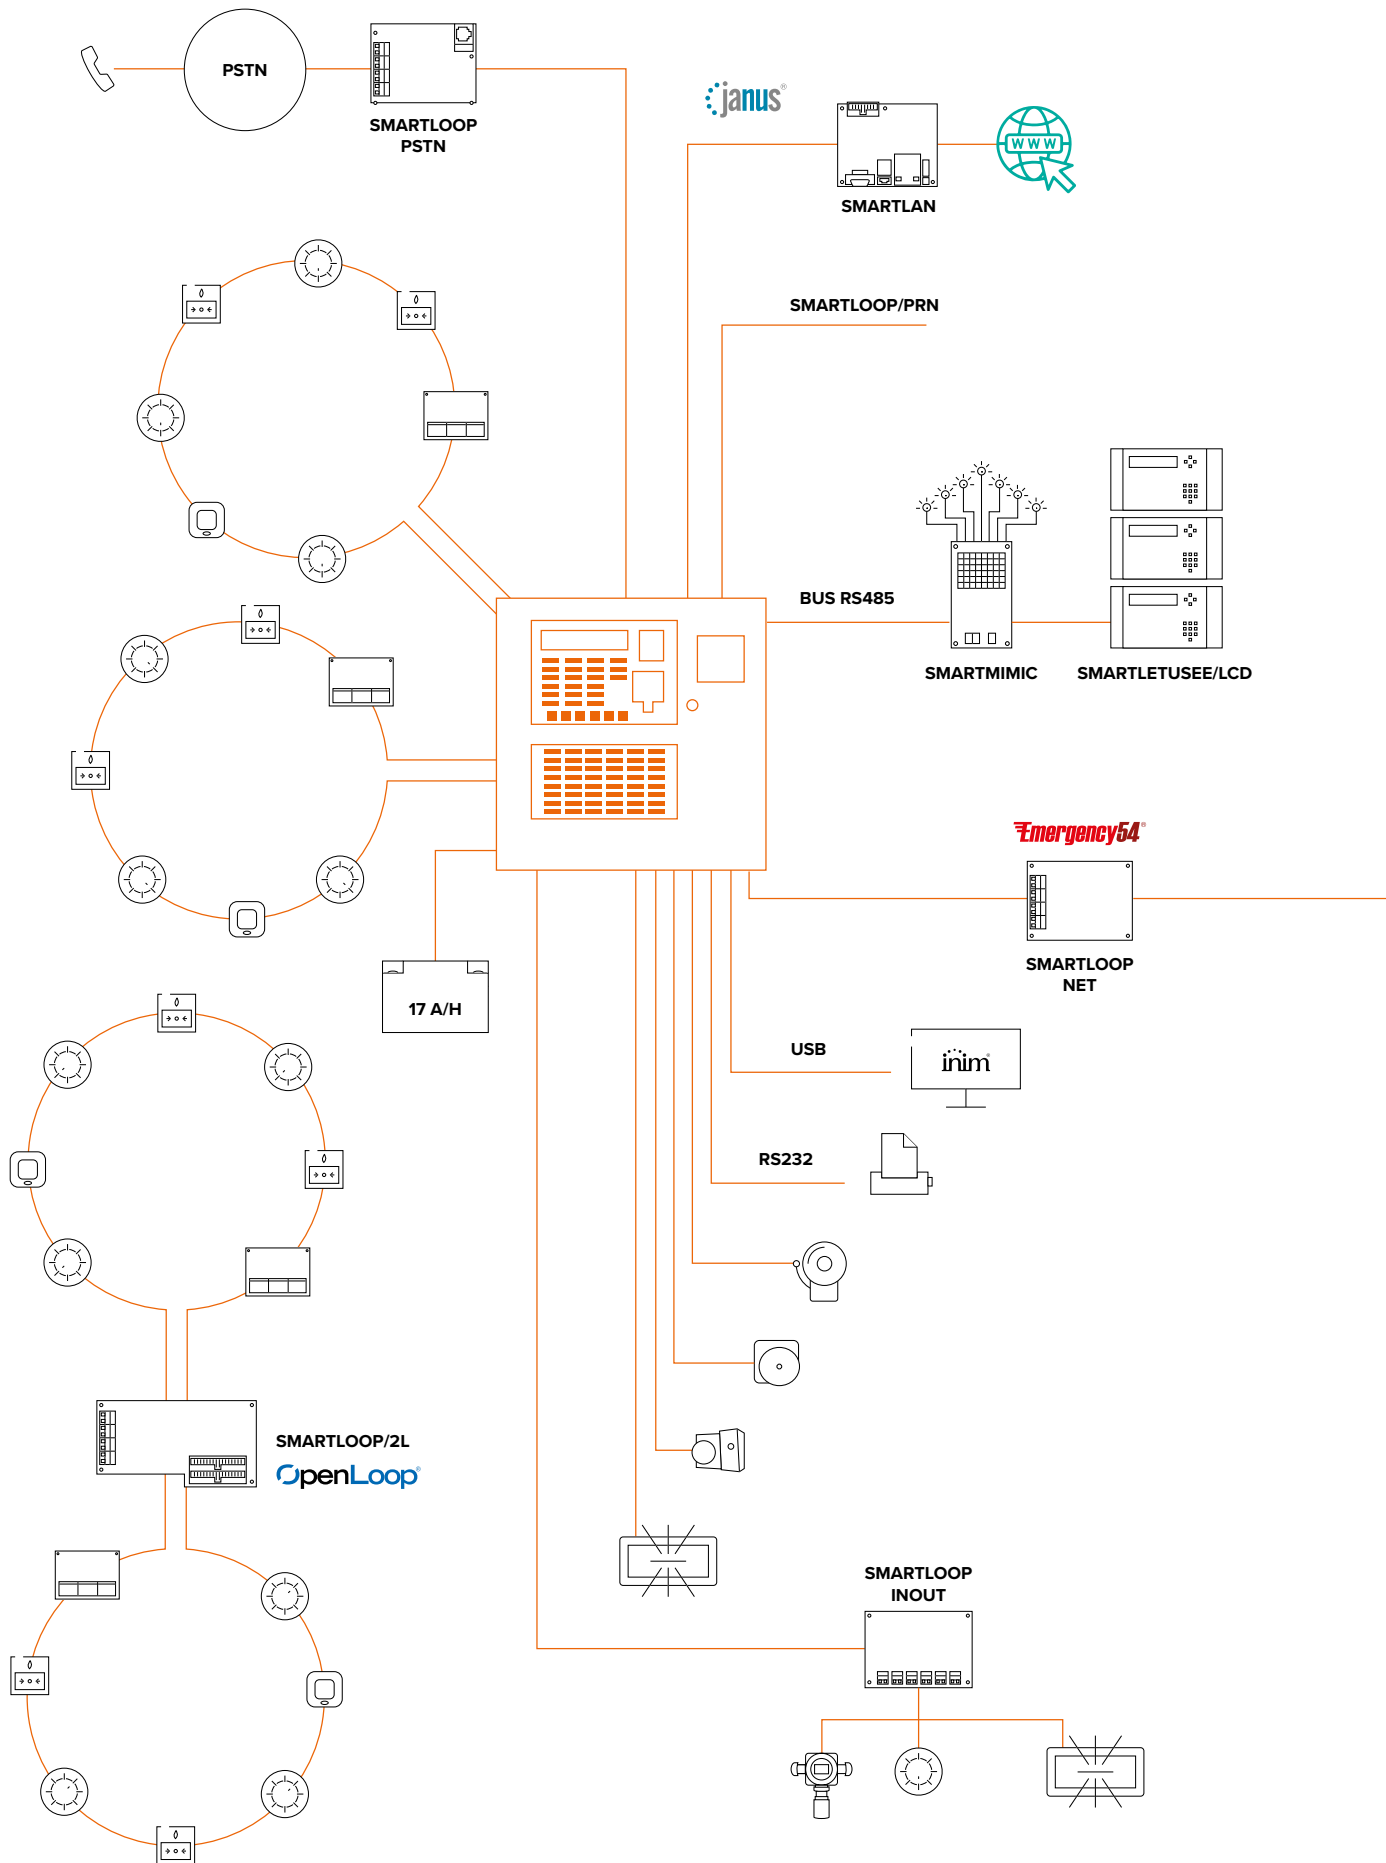 PSTN
SMARTLOOP
PSTN
janus®
WWW
SMARTLAN
SMARTLOOP/PRN
BUS RS485
SMARTMIMIC
SMARTLETUSEE/LCD
Emergency54®
SMARTLOOP
NET
17 A/H
USB
inim®
RS232
SMARTLOOP/2L
OpenLoop®
SMARTLOOP
INOUT